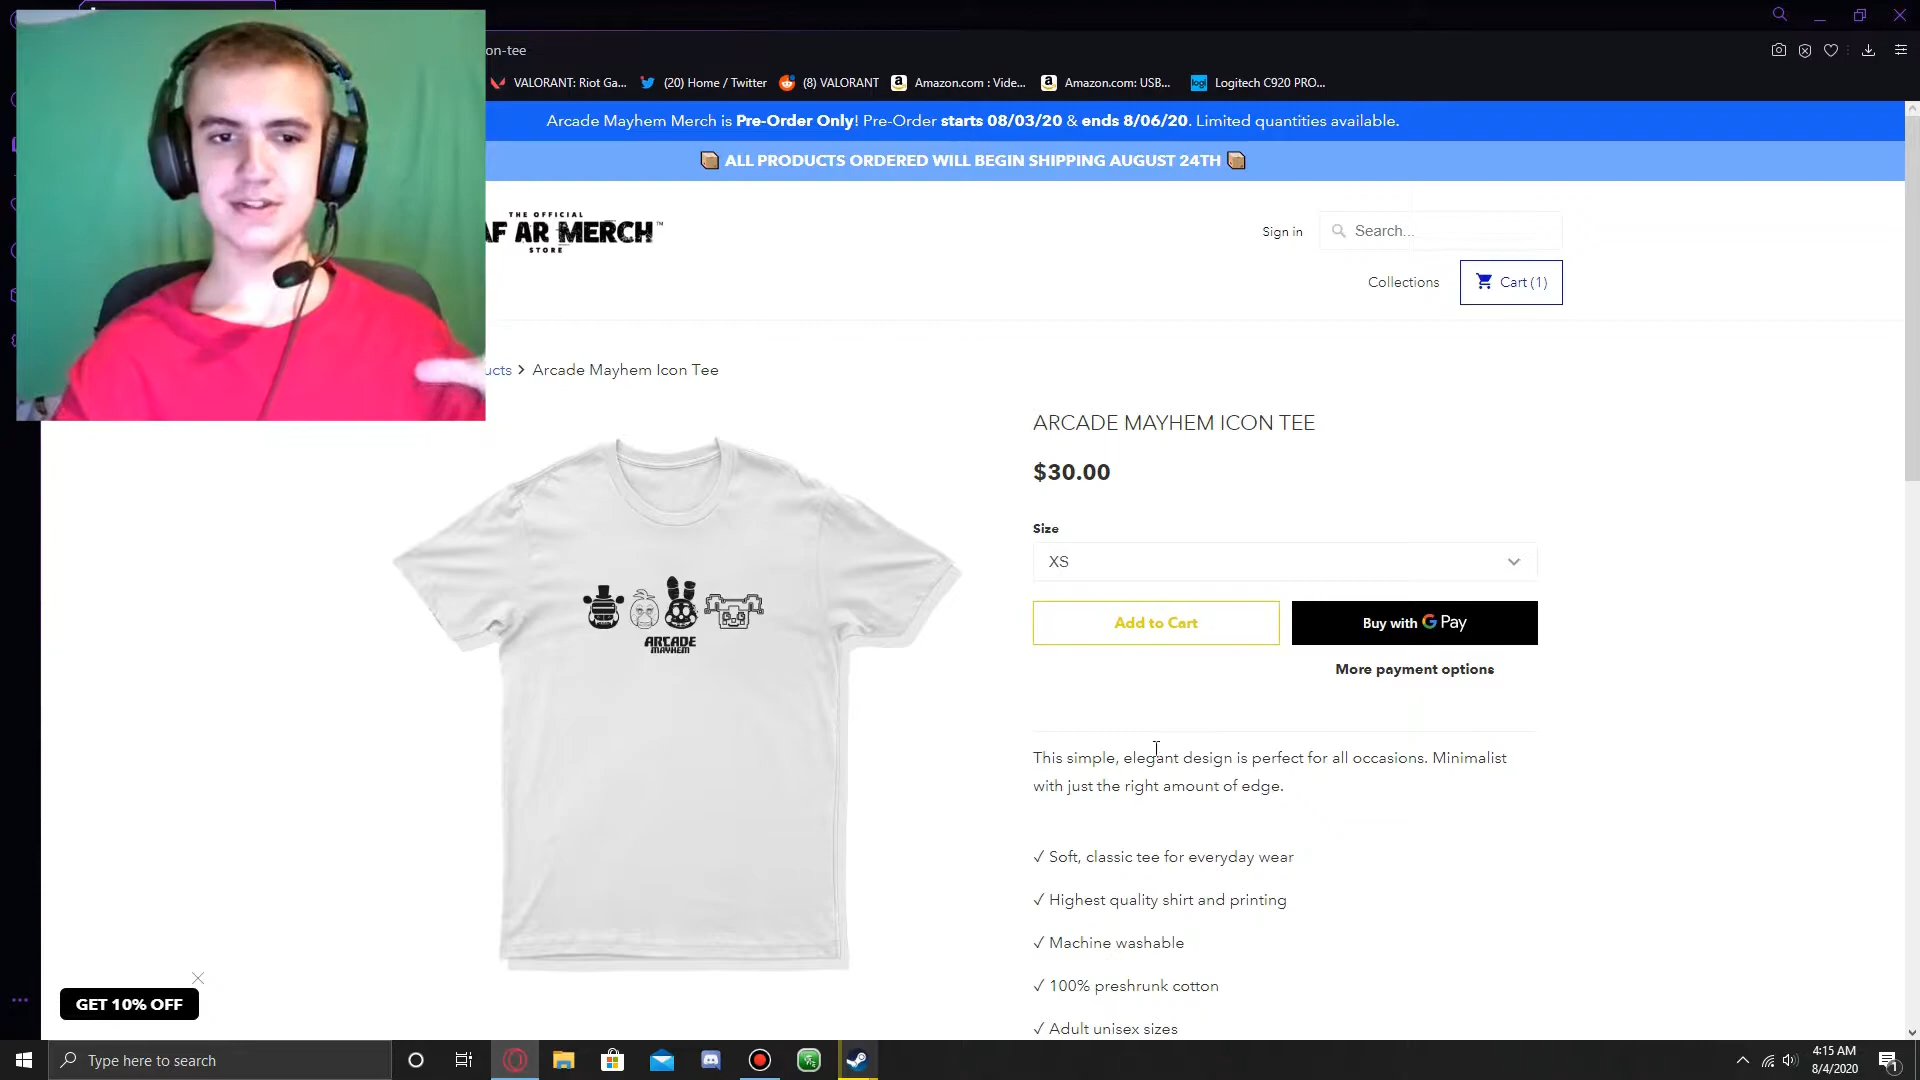 on-tee
VALORANT: Riot Ga...
(20) Home / Twitter
(8) VALORANT
Amazon.com : Vide...
Amazon.com: USB...
Logitech C920 PRO...
Arcade Mayhem Merch is Pre-Order Only! Pre-Order starts 08/03/20 & ends 8/06/20. Limited quantities available.
ALL PRODUCTS ORDERED WILL BEGIN SHIPPING AUGUST 24TH
THE OFFICIAL
AF AR MERCH™
STORE
Sign in
Search...
Collections
Cart (1)
ucts > Arcade Mayhem Icon Tee
ARCADE MAYHEM ICON TEE
$30.00
Size
XS
Add to Cart
Buy with G Pay
More payment options
ARCADE
MAYHEM
This simple, elegant design is perfect for all occasions. Minimalist
with just the right amount of edge.
✓ Soft, classic tee for everyday wear
✓ Highest quality shirt and printing
✓ Machine washable
✓ 100% preshrunk cotton
✓ Adult unisex sizes
GET 10% OFF
Type here to search
4:15 AM
8/4/2020
1